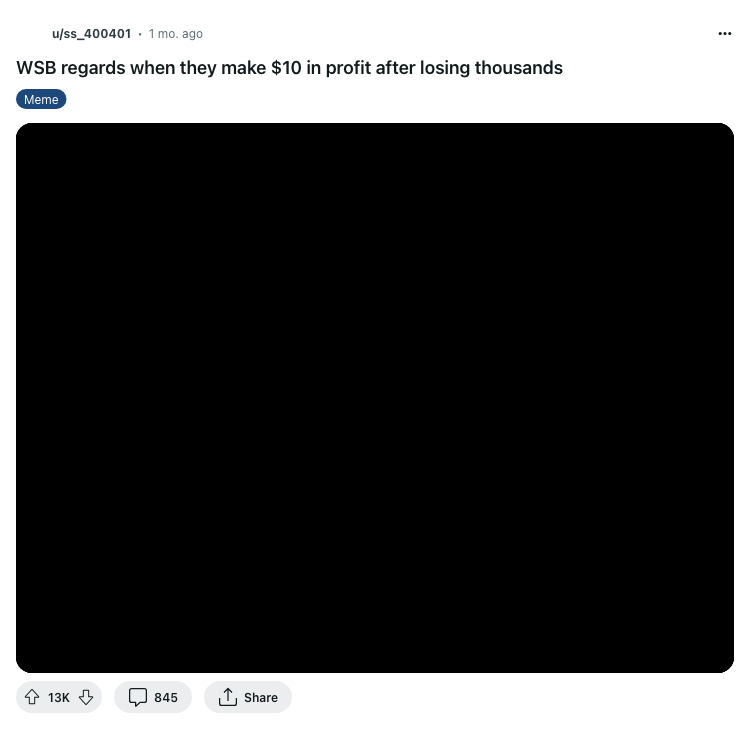 u/ss_400401 • 1 mo. ago
WSB regards when they make $10 in profit after losing thousands
Meme
13K 845 Share